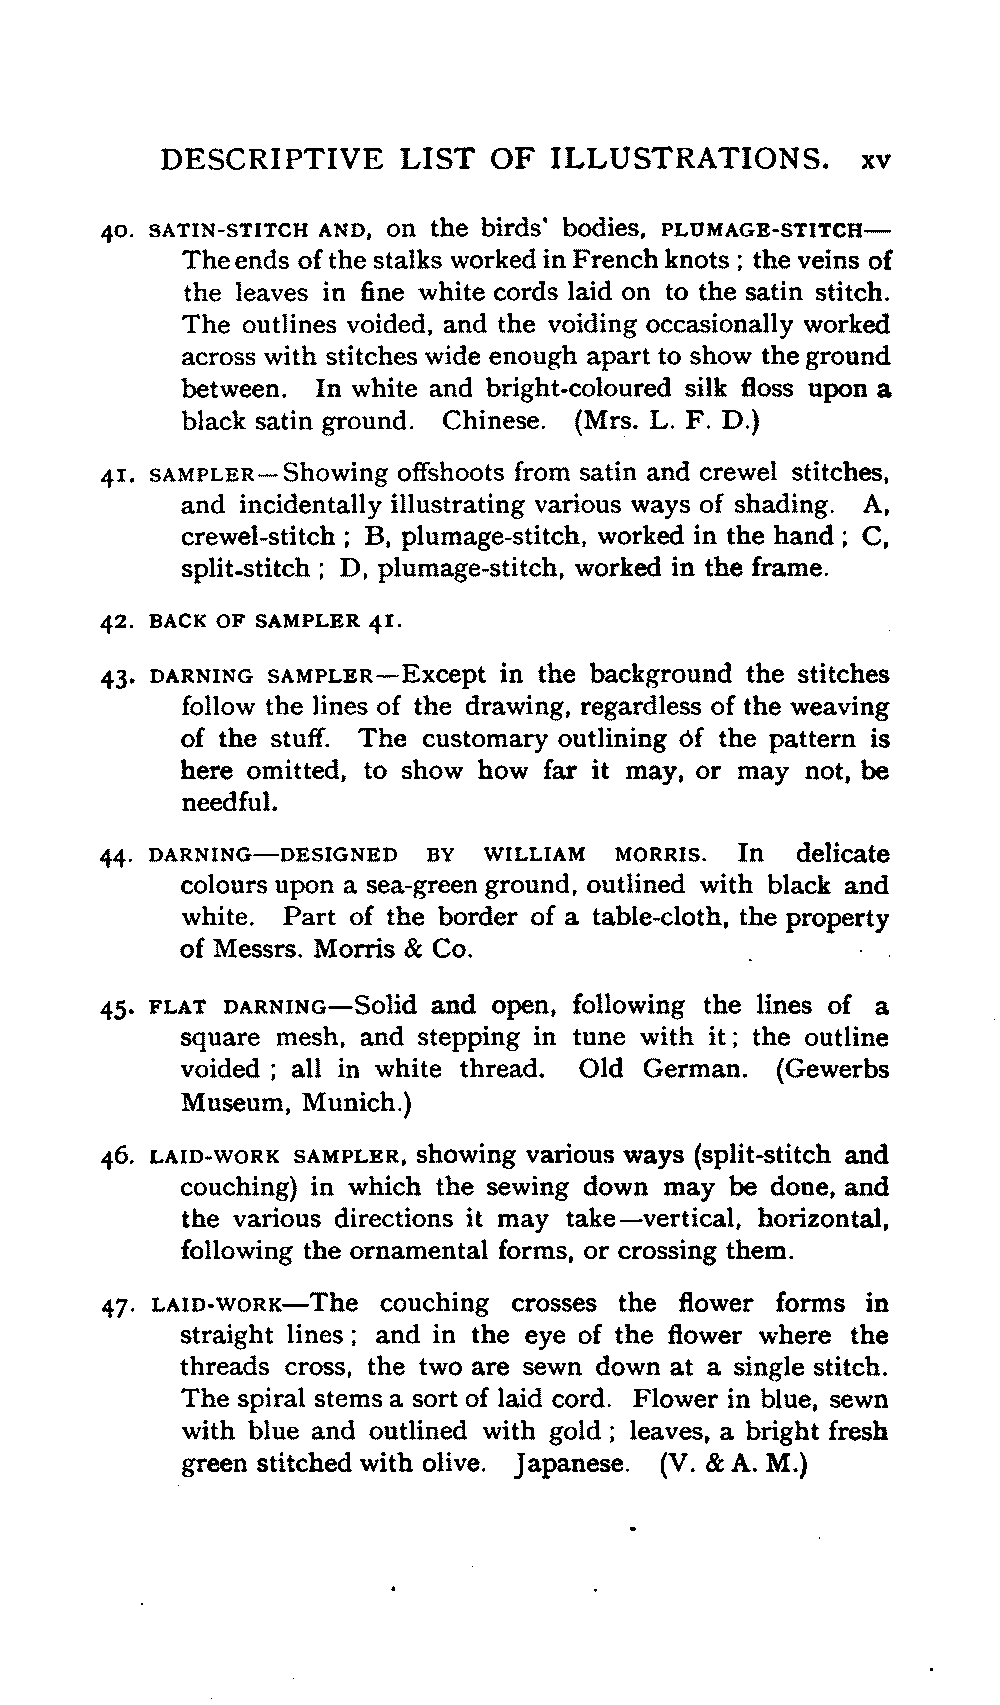 DESCRIPTIVE LIST OF ILLUSTRATIONS. xv
40. SATIN-STITCH AND, on the birds' bodies, PLUMAGE-STITCH—
The ends of the stalks worked in French knots ; the veins of
the leaves in fine white cords laid on to the satin stitch.
The outlines voided, and the voiding occasionally worked
across with stitches wide enough apart to show the ground
between. In white and bright-coloured silk floss upon a
black satin ground. Chinese. (Mrs. L. F. D.)
41. SAMPLER—Showing offshoots from satin and crewel stitches,
and incidentally illustrating various ways of shading. A,
crewel-stitch ; B, plumage-stitch, worked in the hand ; C,
split-stitch ; D, plumage-stitch, worked in the frame.
42. BACK OF SAMPLER 41.
43. DARNING SAMPLER—Except in the background the stitches
follow the lines of the drawing, regardless of the weaving
of the stuff. The customary outlining of the pattern is
here omitted, to show how far it may, or may not, be
needful.
44. DARNING—DESIGNED BY WILLIAM MORRIS. In delicate
colours upon a sea-green ground, outlined with black and
white. Part of the border of a table-cloth, the property
of Messrs. Morris & Co.
45. FLAT DARNING—Solid and open, following the lines of a
square mesh, and stepping in tune with it ; the outline
voided ; all in white thread. Old German. (Gewerbs
Museum, Munich.)
46. LAID-WORK SAMPLER, showing various ways (split-stitch and
couching) in which the sewing down may be done, and
the various directions it may take—vertical, horizontal,
following the ornamental forms, or crossing them.
47. LAID-WORK—The couching crosses the flower forms in
straight lines ; and in the eye of the flower where the
threads cross, the two are sewn down at a single stitch.
The spiral stems a sort of laid cord. Flower in blue, sewn
with blue and outlined with gold ; leaves, a bright fresh
green stitched with olive. Japanese. (V. & A. M.)